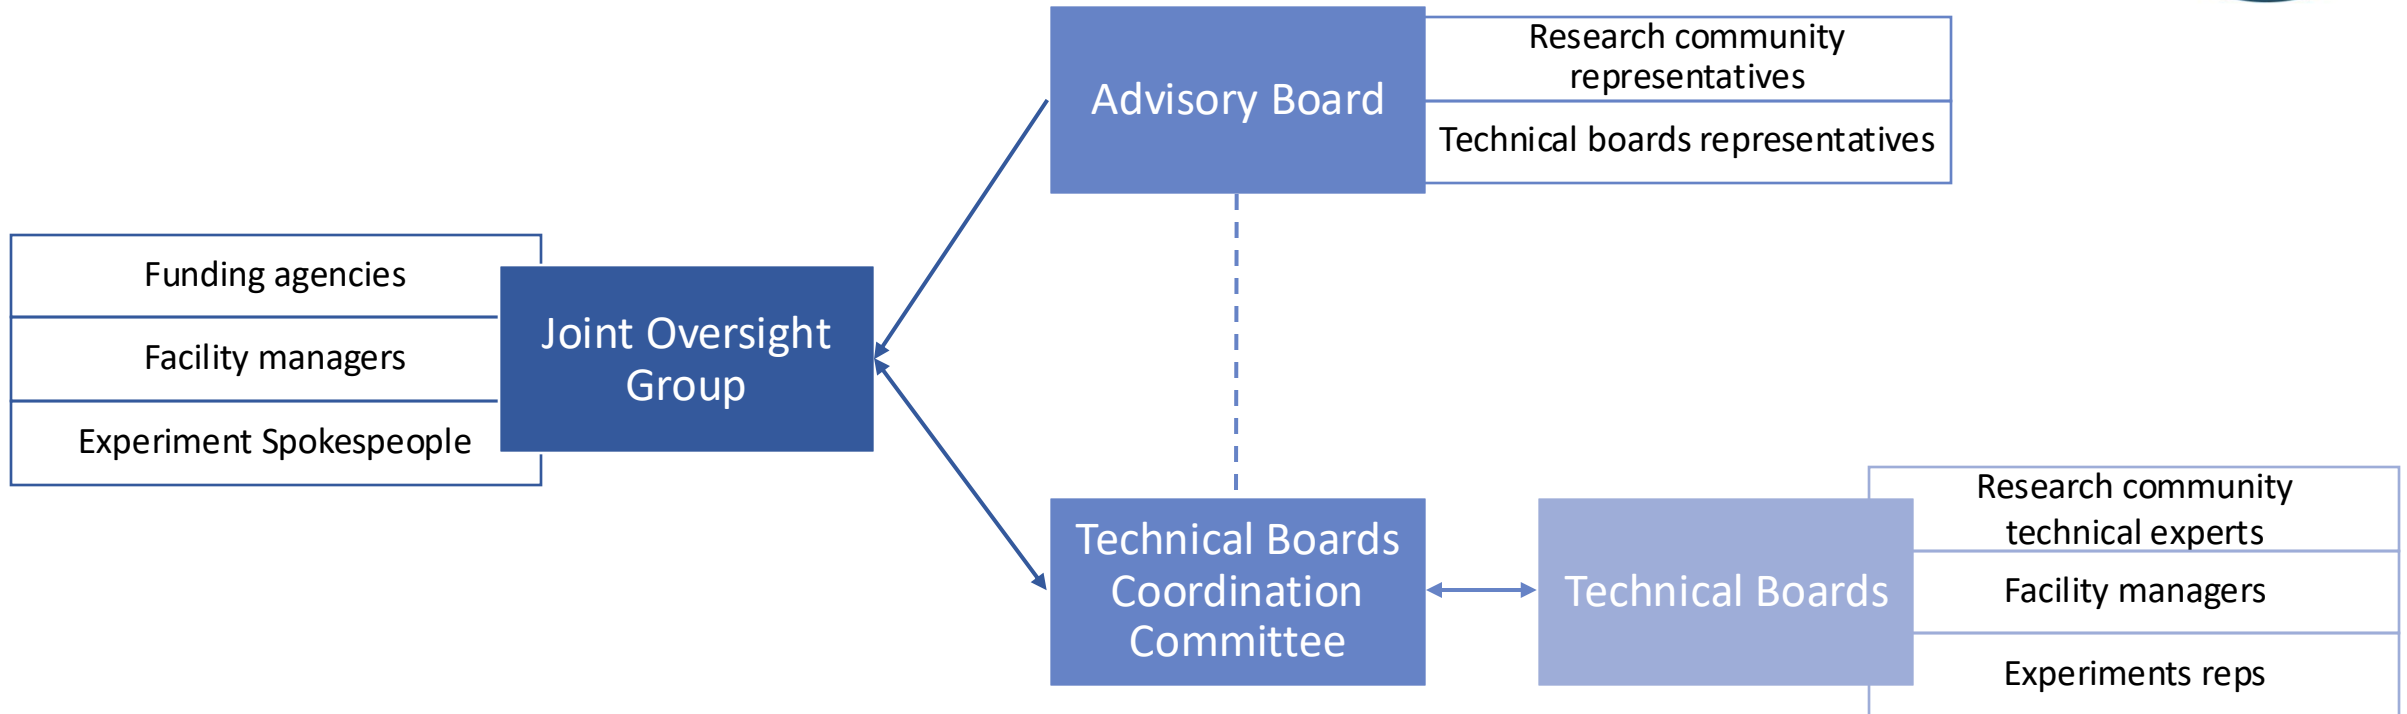 Research community
representatives
Advisory Board
Technical boards representatives
Funding agencies
Facility managers
Experiment Spokespeople
Joint Oversight
Group
Technical Boards
Coordination
Committee
Technical Boards
Research community
technical experts
Facility managers
Experiments reps